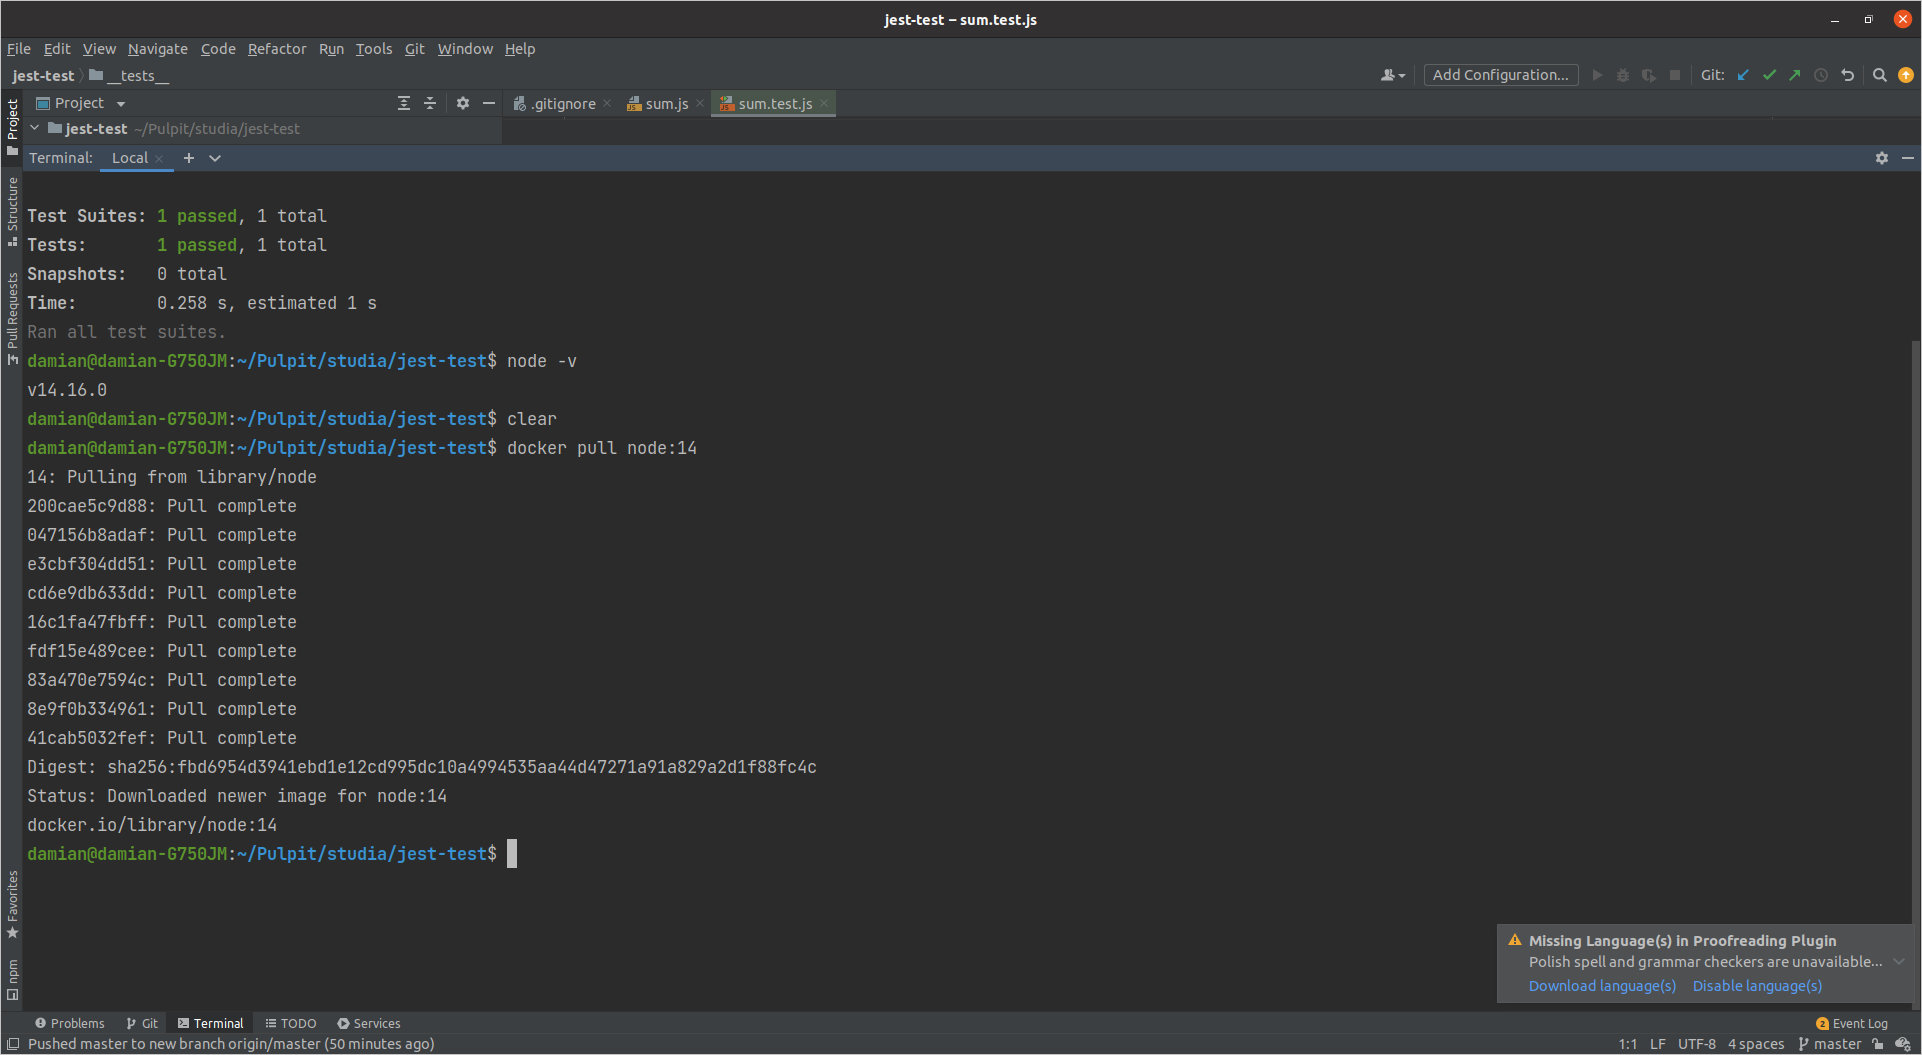 jest-test – sum.test.js
File Edit View Navigate Code Refactor Run Tools Git Window Help
jest-test __tests__ Add Configuration... Git:
Project .gitignore sum.js sum.test.js
jest-test ~/Pulpit/studia/jest-test
Terminal: Local
Project
Structure
Pull Requests
Favorites
npm
Test Suites: 1 passed, 1 total
Tests: 1 passed, 1 total
Snapshots: 0 total
Time: 0.258 s, estimated 1 s
Ran all test suites.
damian@damian-G750JM:~/Pulpit/studia/jest-test$ node -v
v14.16.0
damian@damian-G750JM:~/Pulpit/studia/jest-test$ clear
damian@damian-G750JM:~/Pulpit/studia/jest-test$ docker pull node:14
14: Pulling from library/node
200cae5c9d88: Pull complete
047156b8adaf: Pull complete
e3cbf304dd51: Pull complete
cd6e9db633dd: Pull complete
16c1fa47fbff: Pull complete
fdf15e489cee: Pull complete
83a470e7594c: Pull complete
8e9f0b334961: Pull complete
41cab5032fef: Pull complete
Digest: sha256:fbd6954d3941ebd1e12cd995dc10a4994535aa44d47271a91a829a2d1f88fc4c
Status: Downloaded newer image for node:14
docker.io/library/node:14
damian@damian-G750JM:~/Pulpit/studia/jest-test$
Missing Language(s) in Proofreading Plugin
Polish spell and grammar checkers are unavailable...
Download language(s) Disable language(s)
Problems Git Terminal TODO Services 2 Event Log
Pushed master to new branch origin/master (50 minutes ago) 1:1 LF UTF-8 4 spaces master